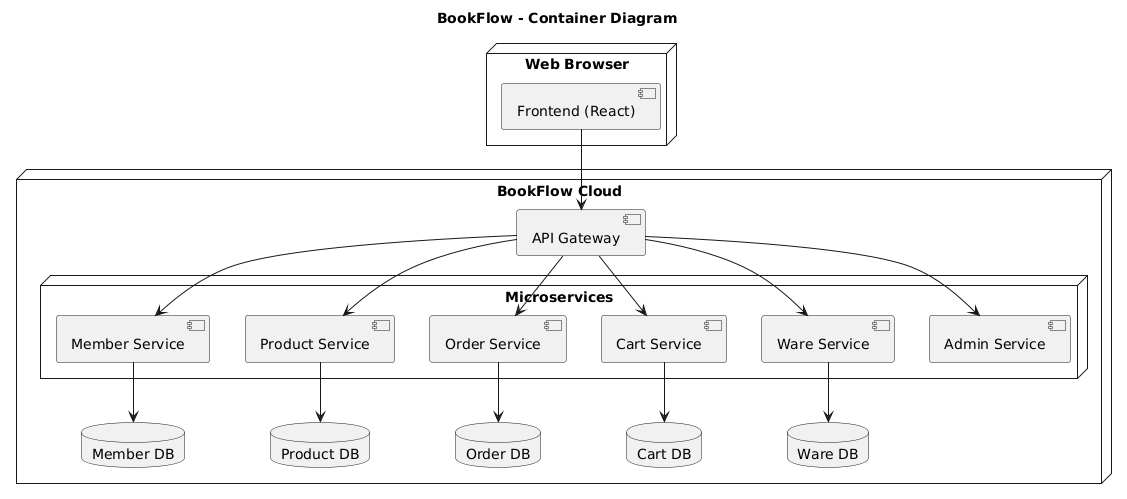 BookFlow - Container Diagram
Web Browser
Frontend (React)
BookFlow Cloud
API Gateway
Microservices
Member Service
Product Service
Order Service
Cart Service
Ware Service
Admin Service
Member DB
Product DB
Order DB
Cart DB
Ware DB